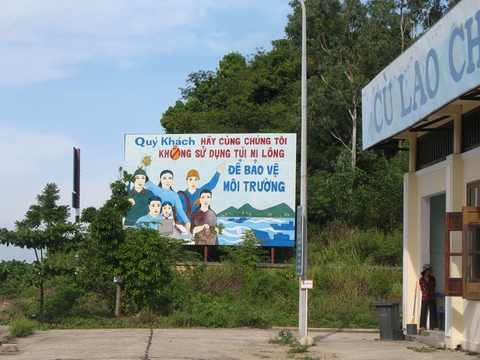 Quý Khách HÃY CÙNG CHÚNG TÔI
KHÔNG SỬ DỤNG TÚI NI LÔNG
ĐỂ BẢO VỆ
MÔI TRƯỜNG
CÙ LAO CH